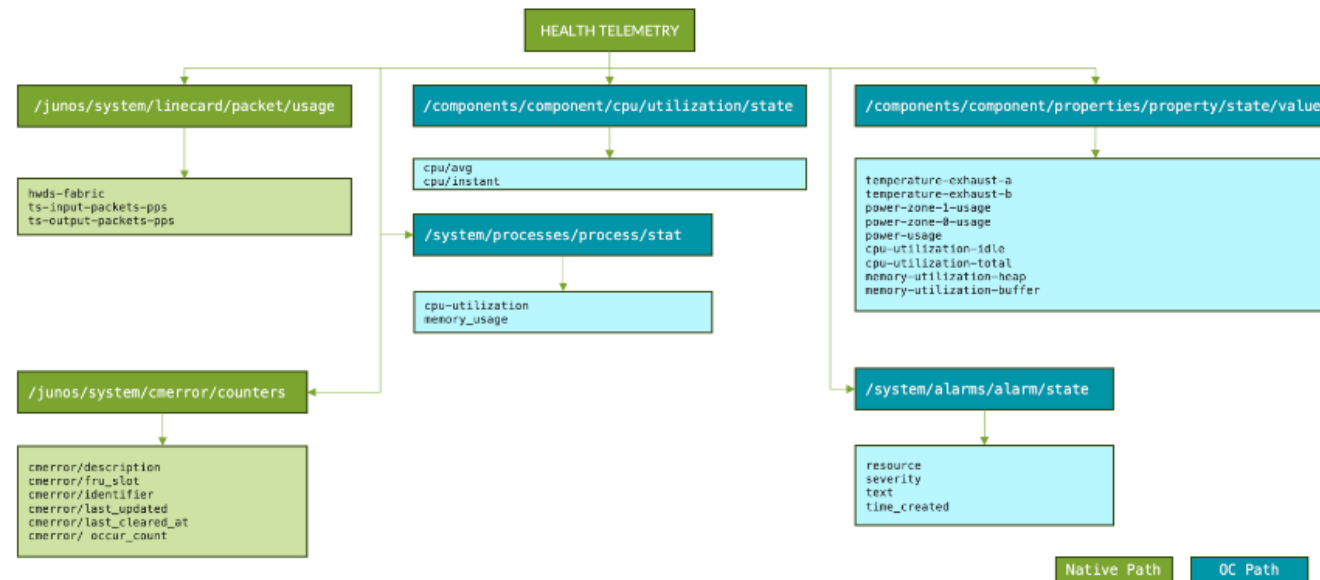 HEALTH TELEMETRY
/junos/system/linecard/packet/usage
hwds-fabric
ts-input-packets-pps
ts-output-packets-pps
/components/component/cpu/utilization/state
cpu/avg
cpu/instant
/system/processes/process/stat
cpu-utilization
memory_usage
/components/component/properties/property/state/value
temperature-exhaust-a
temperature-exhaust-b
power-zone-1-usage
power-zone-0-usage
power-usage
cpu-utilization-idle
cpu-utilization-total
memory-utilization-heap
memory-utilization-buffer
/junos/system/cmerror/counters
cmerror/description
cmerror/fru_slot
cmerror/identifier
cmerror/last_updated
cmerror/last_cleared_at
cmerror/ occur_count
/system/alarms/alarm/state
resource
severity
text
time_created
Native Path
OC Path